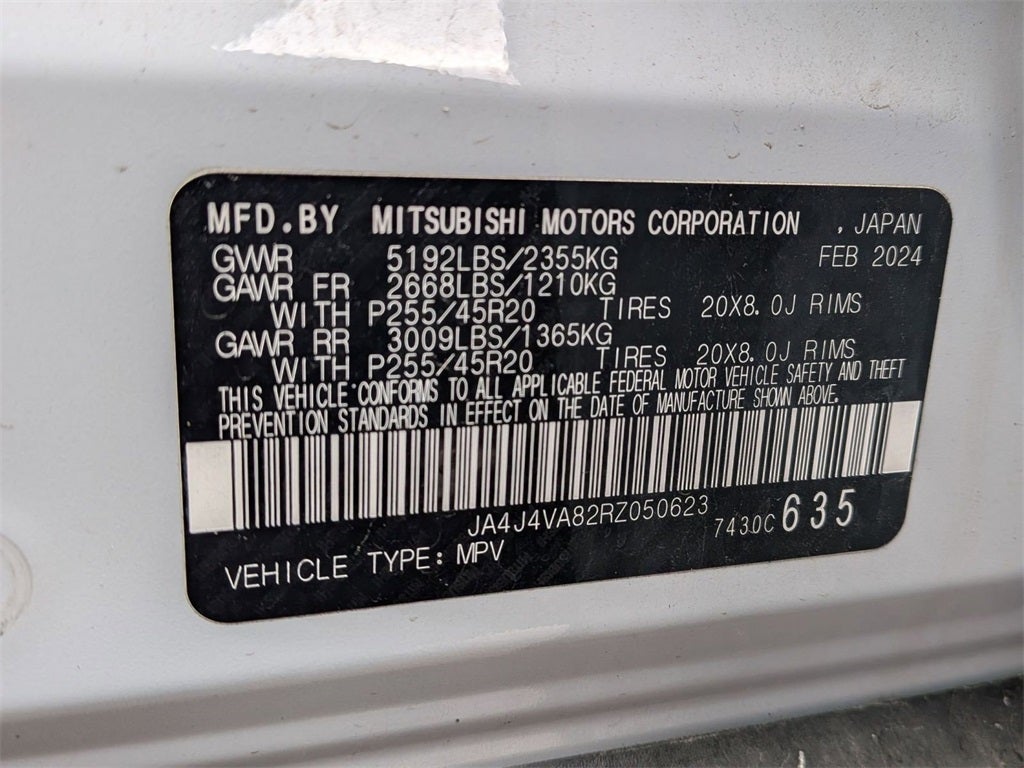 MFD.BY MITSUBISHI MOTORS CORPORATION , JAPAN
GVWR 5192LBS/2355KG FEB 2024
GAWR FR 2668LBS/1210KG
WITH P255/45R20 TIRES 20X8.0J RIMS
GAWR RR 3009LBS/1365KG
WITH P255/45R20 TIRES 20X8.0J RIMS
THIS VEHICLE CONFORMS TO ALL APPLICABLE FEDERAL MOTOR VEHICLE SAFETY AND THEFT
PREVENTION STANDARDS IN EFFECT ON THE DATE OF MANUFACTURE SHOWN ABOVE.
JA4J4VA82RZ050623 7430C 635
VEHICLE TYPE: MPV